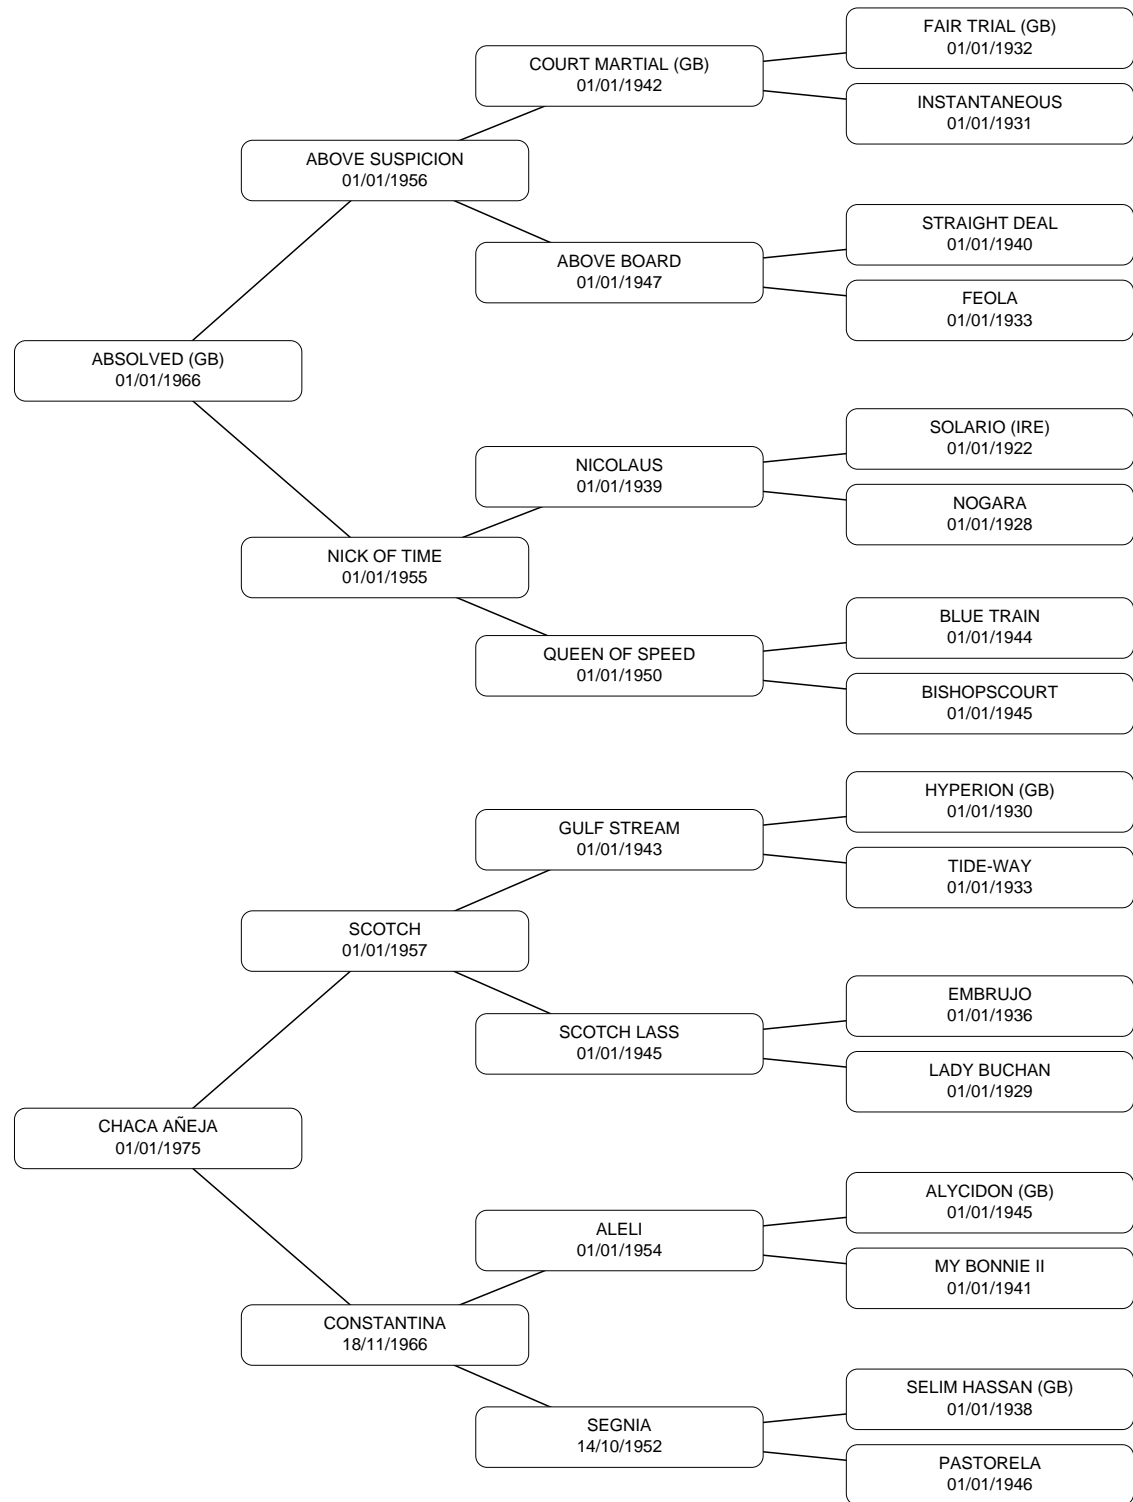 FAIR TRIAL (GB)
01/01/1932
COURT MARTIAL (GB)
01/01/1942
INSTANTANEOUS
01/01/1931
ABOVE SUSPICION
01/01/1956
STRAIGHT DEAL
01/01/1940
ABOVE BOARD
01/01/1947
FEOLA
01/01/1933
ABSOLVED (GB)
01/01/1966
SOLARIO (IRE)
01/01/1922
NICOLAUS
01/01/1939
NOGARA
01/01/1928
NICK OF TIME
01/01/1955
BLUE TRAIN
01/01/1944
QUEEN OF SPEED
01/01/1950
BISHOPSCOURT
01/01/1945
HYPERION (GB)
01/01/1930
GULF STREAM
01/01/1943
TIDE-WAY
01/01/1933
SCOTCH
01/01/1957
EMBRUJO
01/01/1936
SCOTCH LASS
01/01/1945
LADY BUCHAN
01/01/1929
CHACA AÑEJA
01/01/1975
ALYCIDON (GB)
01/01/1945
ALELI
01/01/1954
MY BONNIE II
01/01/1941
CONSTANTINA
18/11/1966
SELIM HASSAN (GB)
01/01/1938
SEGNIA
14/10/1952
PASTORELA
01/01/1946